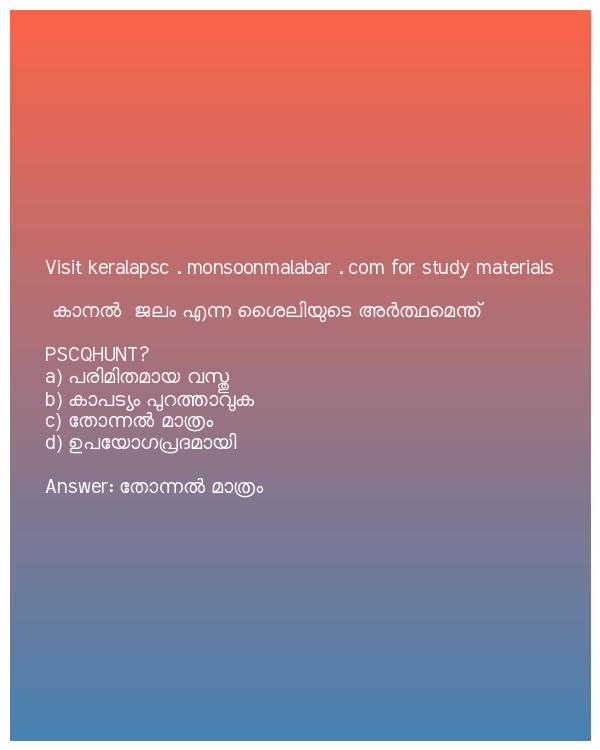 Visit keralapsc . monsoonmalabar . com for study materials
കാനൽ ജലം എന്ന ശൈലിയുടെ അർത്ഥമെന്ത്
PSCQHUNT?
a) പരിമിതമായ വസ്തു
b) കാപട്യം പുറത്താവുക
c) തോന്നൽ മാത്രം
d) ഉപയോഗപ്രദമായി
Answer: തോന്നൽ മാത്രം